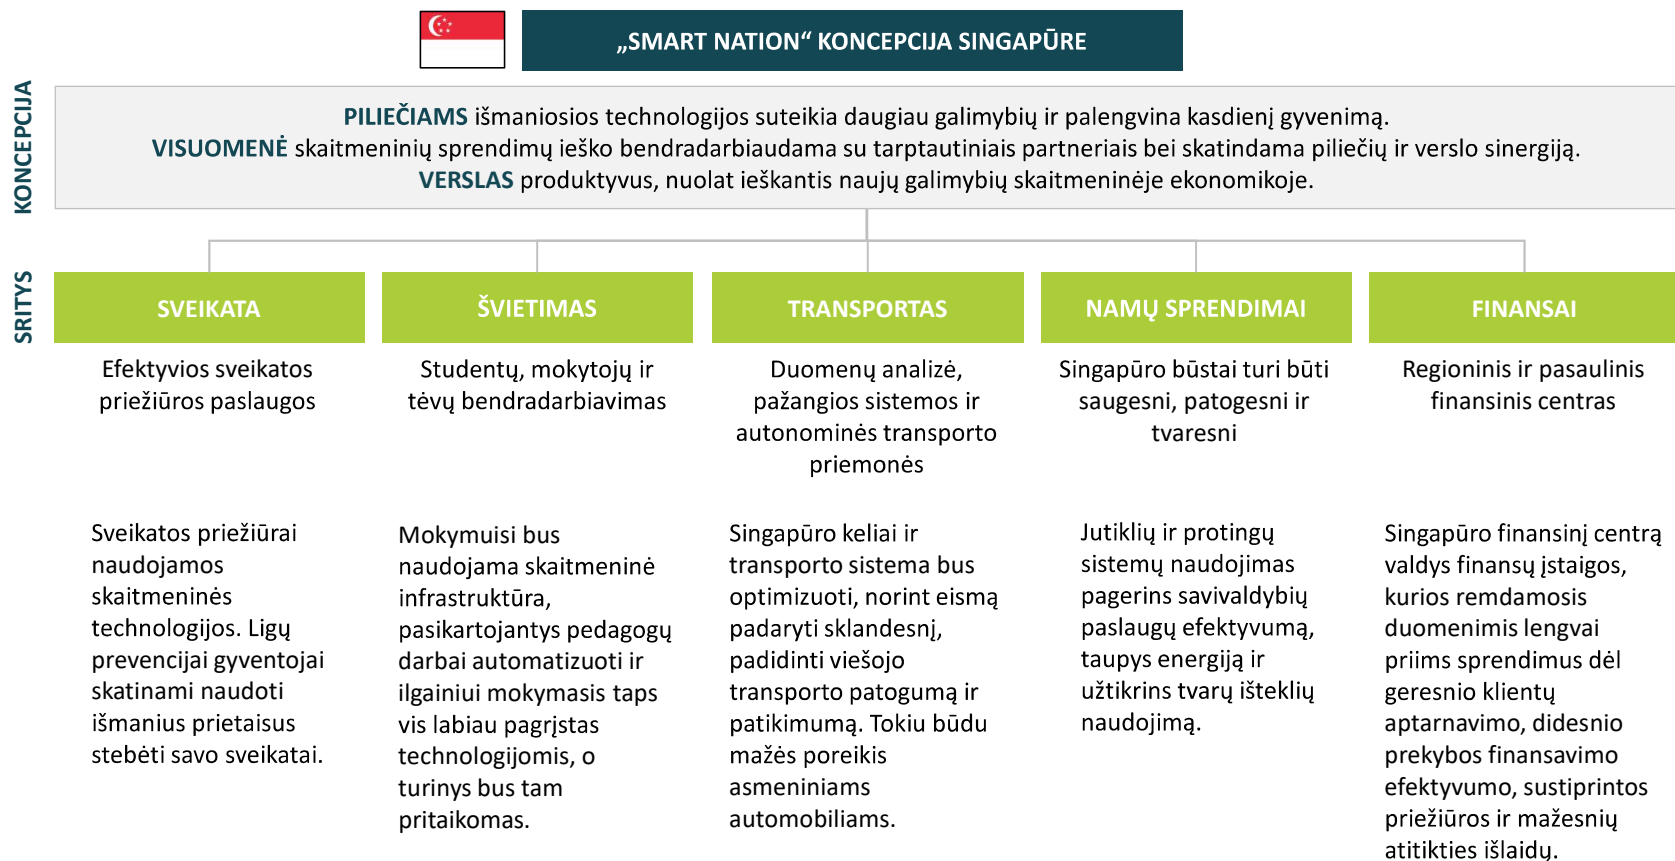 „SMART NATION“ KONCEPCIJA SINGAPŪRE
KONCEPCIJA
PILIEČIAMS išmaniosios technologijos suteikia daugiau galimybių ir palengvina kasdienį gyvenimą.
VISUOMENĖ skaitmeninių sprendimų ieško bendradarbiaudama su tarptautiniais partneriais bei skatindama piliečių ir verslo sinergiją.
VERSLAS produktyvus, nuolat ieškantis naujų galimybių skaitmeninėje ekonomikoje.
SRITYS
SVEIKATA
Efektyvios sveikatos
priežiūros paslaugos
Sveikatos priežiūrai
naudojamos
skaitmeninės
technologijos. Ligų
prevencijai gyventojai
skatinami naudoti
išmanius prietaisus
stebėti savo sveikatai.
ŠVIETIMAS
Studentų, mokytojų ir
tėvų bendradarbiavimas
Mokymuisi bus
naudojama skaitmeninė
infrastruktūra,
pasikartojantys pedagogų
darbai automatizuoti ir
ilgainiui mokymasis taps
vis labiau pagrįstas
technologijomis, o
turinys bus tam
pritaikomas.
TRANSPORTAS
Duomenų analizė,
pažangios sistemos ir
autonominės transporto
priemonės
Singapūro keliai ir
transporto sistema bus
optimizuoti, norint eismą
padaryti sklandesnį,
padidinti viešojo
transporto patogumą ir
patikimumą. Tokiu būdu
mažės poreikis
asmeniniams
automobiliams.
NAMŲ SPRENDIMAI
Singapūro būstai turi būti
saugesni, patogesni ir
tvaresni
Jutiklių ir protingų
sistemų naudojimas
pagerins savivaldybių
paslaugų efektyvumą,
taupys energiją ir
užtikrins tvarų išteklių
naudojimą.
FINANSAI
Regioninis ir pasaulinis
finansinis centras
Singapūro finansinį centrą
valdys finansų įstaigos,
kurios remdamosis
duomenimis lengvai
priims sprendimus dėl
geresnio klientų
aptarnavimo, didesnio
prekybos finansavimo
efektyvumo, sustiprintos
priežiūros ir mažesnių
atitikties išlaidų.